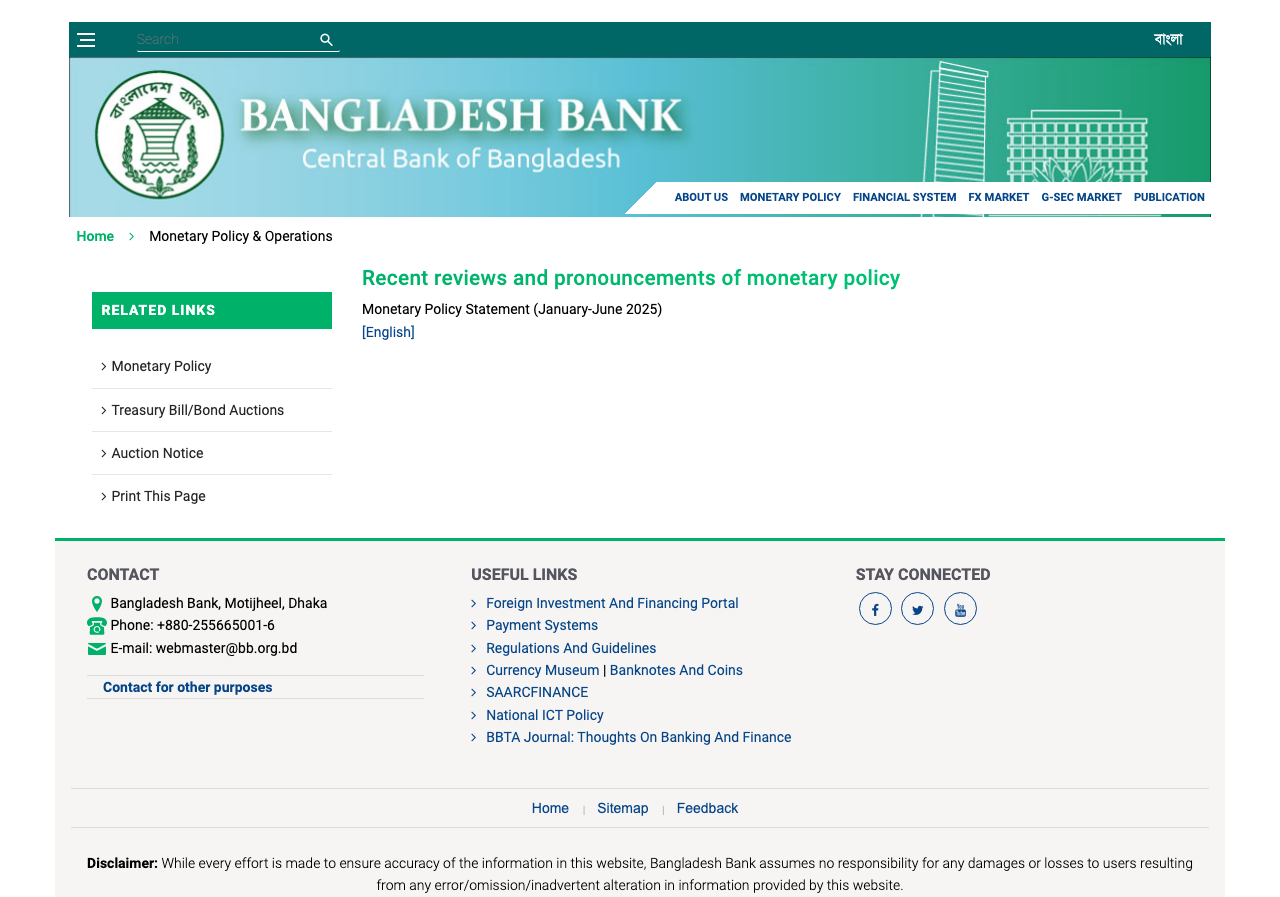 Search
বাংলা
বাংলাদেশ ব্যাংক
BANGLADESH BANK
Central Bank of Bangladesh
ABOUT US MONETARY POLICY FINANCIAL SYSTEM FX MARKET G-SEC MARKET PUBLICATION
Home > Monetary Policy & Operations
RELATED LINKS
Monetary Policy
Treasury Bill/Bond Auctions
Auction Notice
Print This Page
Recent reviews and pronouncements of monetary policy
Monetary Policy Statement (January-June 2025)
[English]
CONTACT
Bangladesh Bank, Motijheel, Dhaka
Phone: +880-255665001-6
E-mail: webmaster@bb.org.bd
Contact for other purposes
USEFUL LINKS
Foreign Investment And Financing Portal
Payment Systems
Regulations And Guidelines
Currency Museum | Banknotes And Coins
SAARCFINANCE
National ICT Policy
BBTA Journal: Thoughts On Banking And Finance
STAY CONNECTED
Home | Sitemap | Feedback
Disclaimer: While every effort is made to ensure accuracy of the information in this website, Bangladesh Bank assumes no responsibility for any damages or losses to users resulting
from any error/omission/inadvertent alteration in information provided by this website.